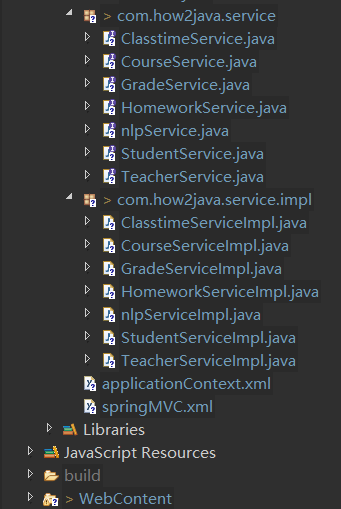 > com.how2java.service
ClasstimeService.java
CourseService.java
GradeService.java
HomeworkService.java
nlpService.java
StudentService.java
TeacherService.java
> com.how2java.service.impl
ClasstimeServiceImpl.java
CourseServiceImpl.java
GradeServiceImpl.java
HomeworkServiceImpl.java
nlpServiceImpl.java
StudentServiceImpl.java
TeacherServiceImpl.java
applicationContext.xml
springMVC.xml
Libraries
JavaScript Resources
build
> WebContent